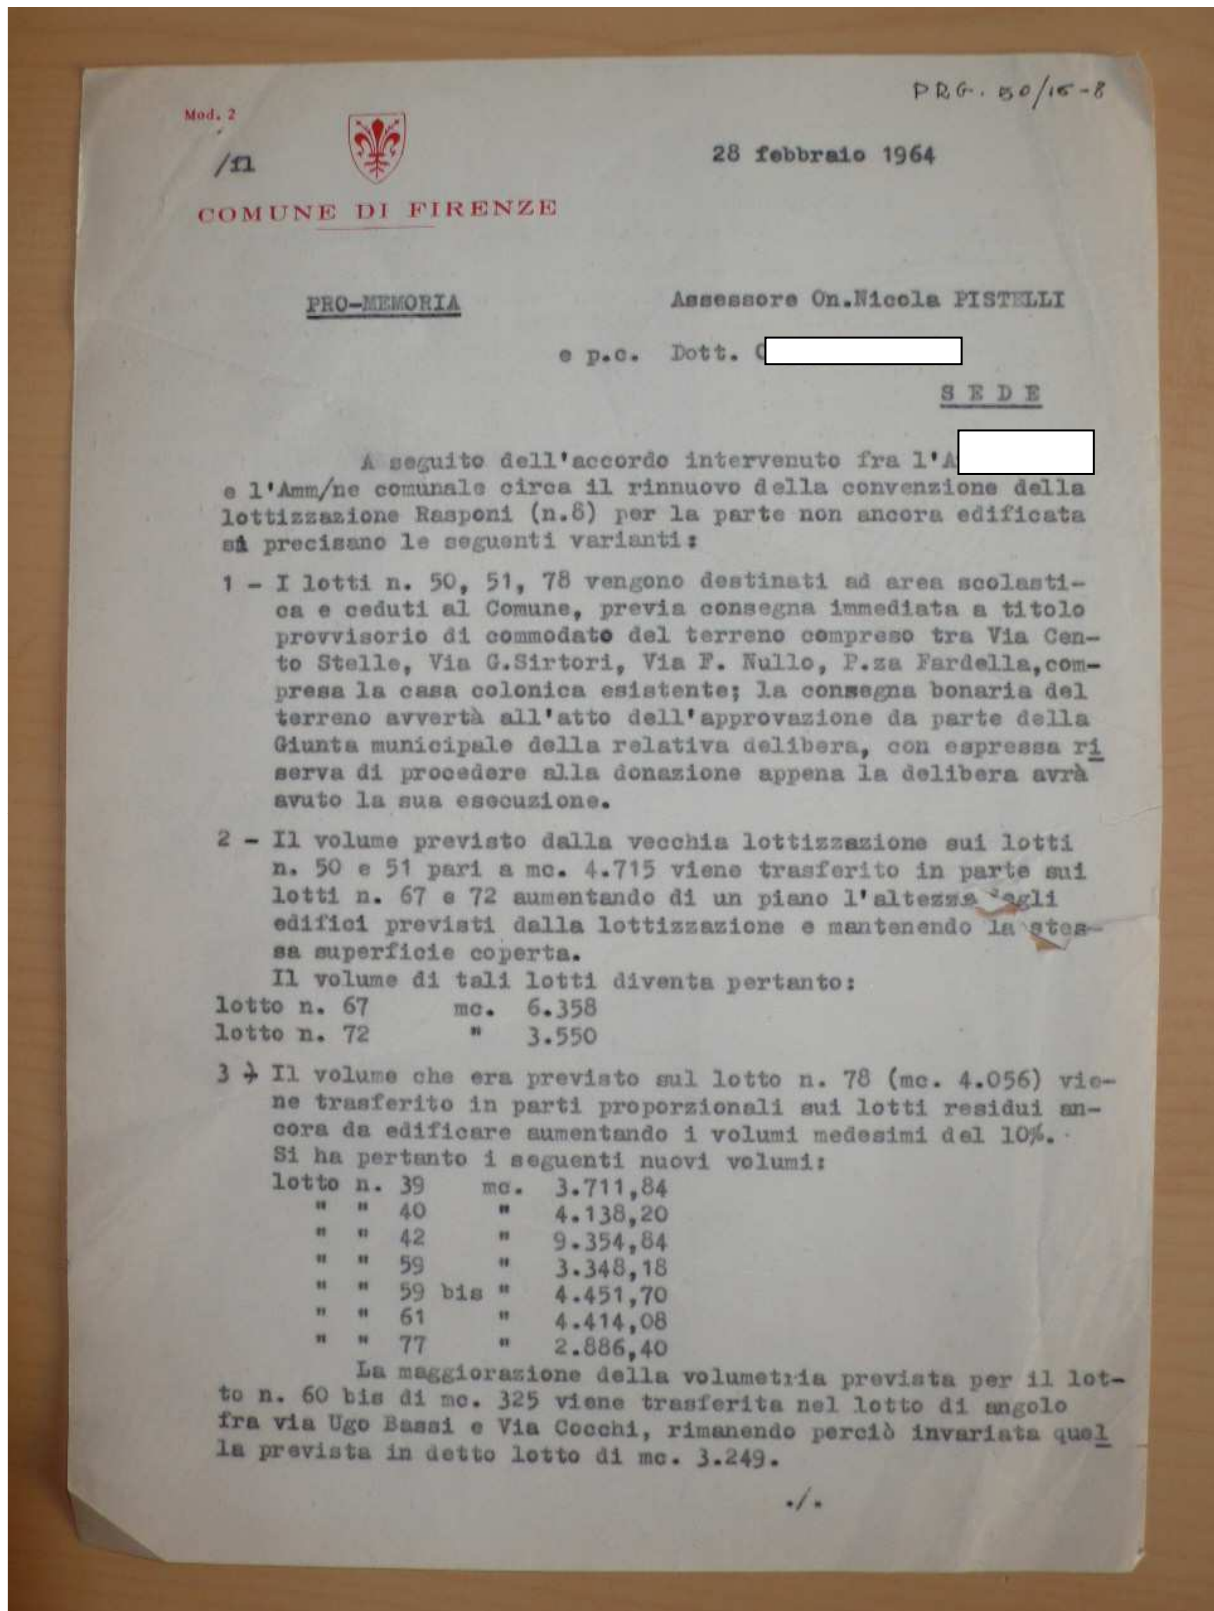 PRG. 50/15-8
Mod. 2
28 febbraio 1964
COMUNE DI FIRENZE
PRO-MEMORIA Assessore On.Nicola PISTELLI
e p.c. Dott.
S E D E
A seguito dell'accordo intervenuto fra l'A
e l'Amm/ne comunale circa il rinnuovo della convenzione della
lottizzazione Rasponi (n.8) per la parte non ancora edificata
si precisano le seguenti varianti:
1 - I lotti n. 50, 51, 78 vengono destinati ad area scolasti-
ca e ceduti al Comune, previa consegna immediata a titolo
provvisorio di commodato del terreno compreso tra Via Cen-
to Stelle, Via G.Sirtori, Via F. Nullo, P.za Fardella,com-
presa la casa colonica esistente; la consegna bonaria del
terreno avvertà all'atto dell'approvazione da parte della
Giunta municipale della relativa delibera, con espressa ri
serva di procedere alla donazione appena la delibera avrà
avuto la sua esecuzione.
2 - Il volume previsto dalla vecchia lottizzazione sui lotti
n. 50 e 51 pari a mc. 4.715 viene trasferito in parte sui
lotti n. 67 e 72 aumentando di un piano l'altezza degli
edifici previsti dalla lottizzazione e mantenendo la stes-
sa superficie coperta.
Il volume di tali lotti diventa pertanto:
lotto n. 67 mc. 6.358
lotto n. 72 " 3.550
3 - Il volume che era previsto sul lotto n. 78 (mc. 4.056) vie-
ne trasferito in parti proporzionali sui lotti residui an-
cora da edificare aumentando i volumi medesimi del 10%.
Si ha pertanto i seguenti nuovi volumi:
lotto n. 39 mc. 3.711,84
" " 40 " 4.138,20
" " 42 " 9.354,84
" " 59 " 3.348,18
" " 59 bis " 4.451,70
" " 61 " 4.414,08
" " 77 " 2.886,40
La maggiorazione della volumetria prevista per il lot-
to n. 60 bis di mc. 325 viene trasferita nel lotto di angolo
fra via Ugo Bassi e Via Cocchi, rimanendo perciò invariata quel
la prevista in detto lotto di mc. 3.249.
./.